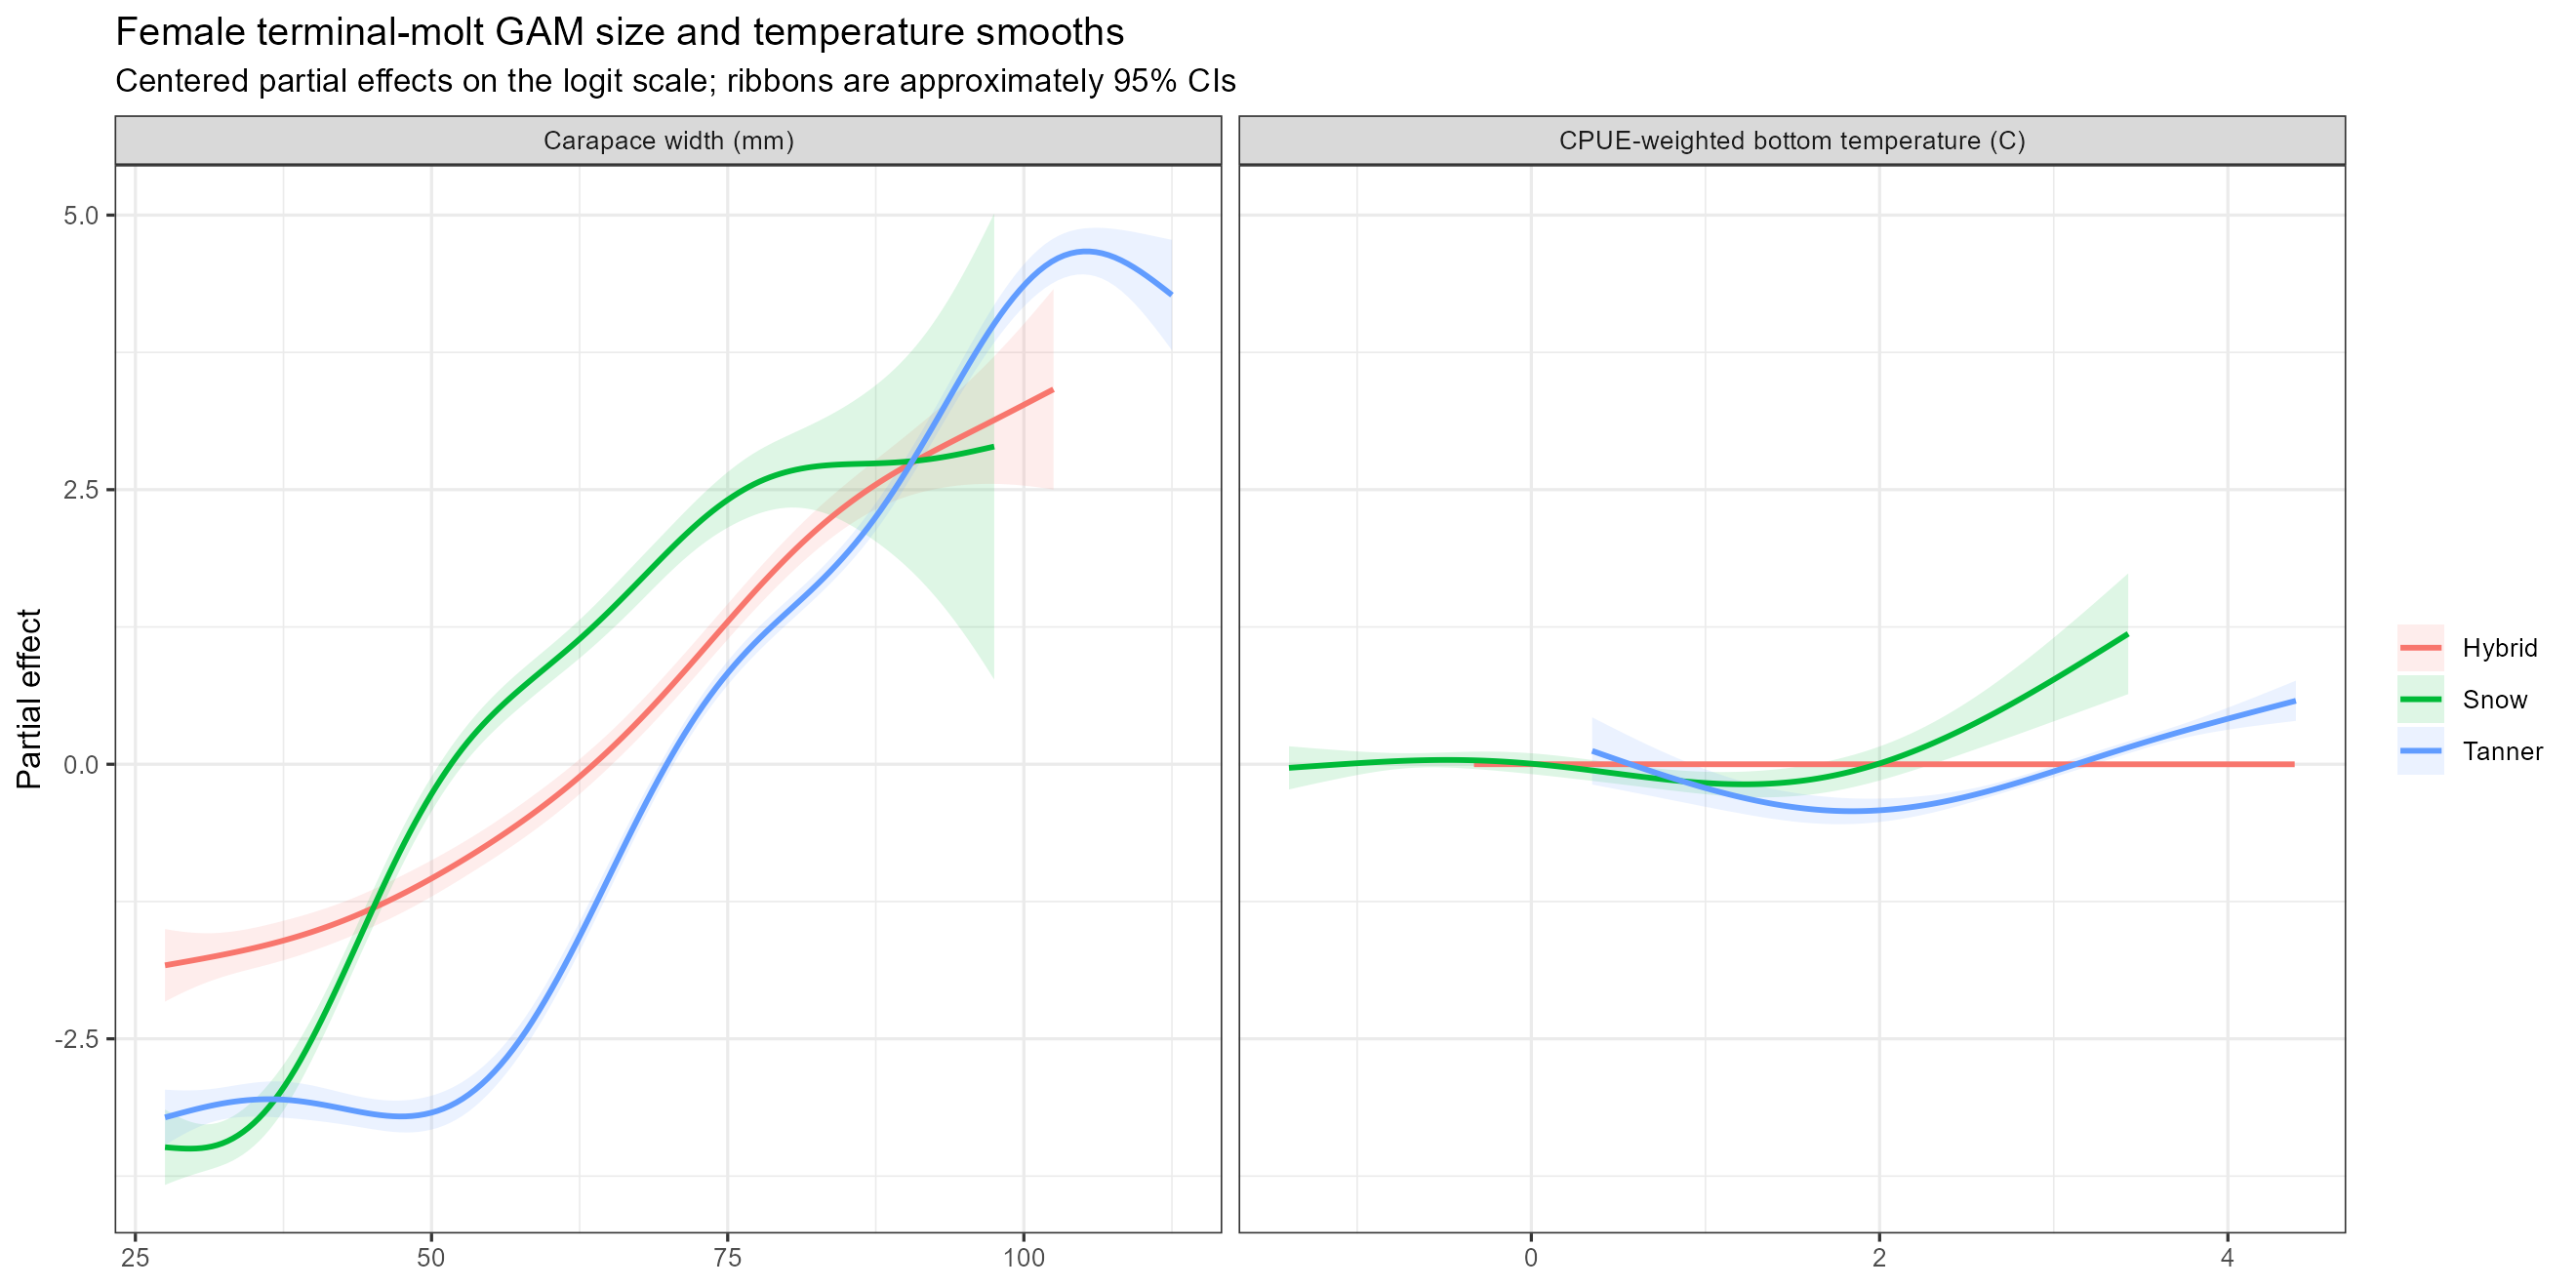 Female terminal-molt GAM size and temperature smooths
Centered partial effects on the logit scale; ribbons are approximately 95% CIs
Carapace width (mm)
CPUE-weighted bottom temperature (C)
Partial effect
5.0
2.5
0.0
-2.5
25
50
75
100
0
2
4
Hybrid
Snow
Tanner